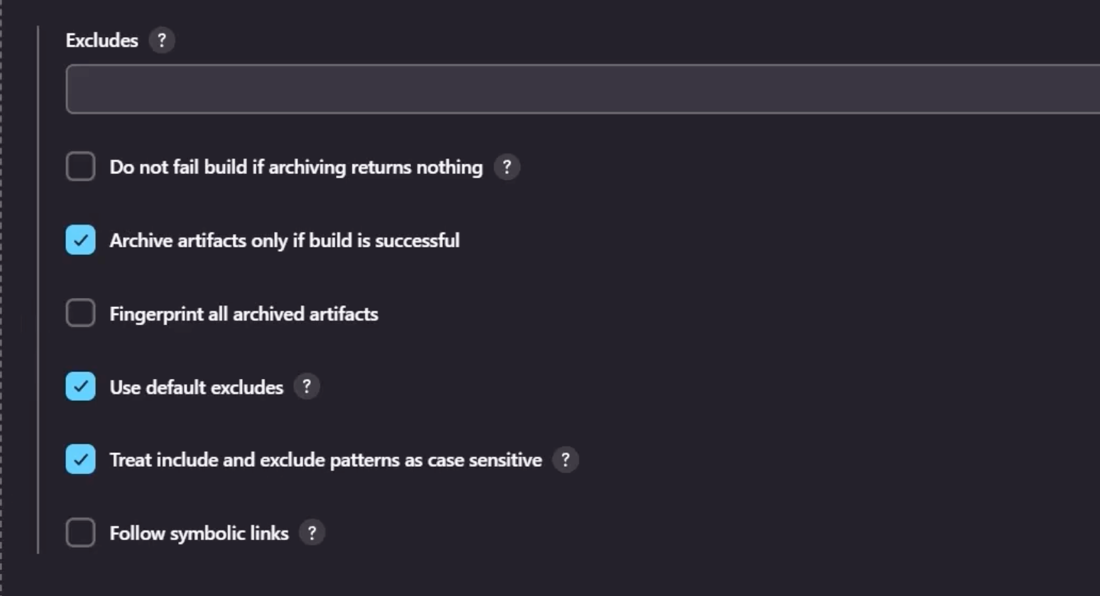 Excludes ?
Do not fail build if archiving returns nothing ?
Archive artifacts only if build is successful
Fingerprint all archived artifacts
Use default excludes ?
Treat include and exclude patterns as case sensitive ?
Follow symbolic links ?